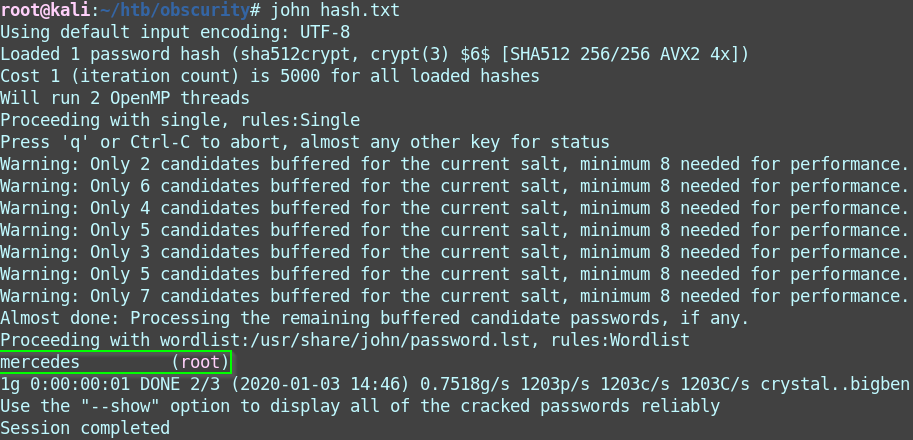 root@kali:~/htb/obscurity# john hash.txt
Using default input encoding: UTF-8
Loaded 1 password hash (sha512crypt, crypt(3) $6$ [SHA512 256/256 AVX2 4x])
Cost 1 (iteration count) is 5000 for all loaded hashes
Will run 2 OpenMP threads
Proceeding with single, rules:Single
Press 'q' or Ctrl-C to abort, almost any other key for status
Warning: Only 2 candidates buffered for the current salt, minimum 8 needed for performance.
Warning: Only 6 candidates buffered for the current salt, minimum 8 needed for performance.
Warning: Only 4 candidates buffered for the current salt, minimum 8 needed for performance.
Warning: Only 5 candidates buffered for the current salt, minimum 8 needed for performance.
Warning: Only 3 candidates buffered for the current salt, minimum 8 needed for performance.
Warning: Only 5 candidates buffered for the current salt, minimum 8 needed for performance.
Warning: Only 7 candidates buffered for the current salt, minimum 8 needed for performance.
Almost done: Processing the remaining buffered candidate passwords, if any.
Proceeding with wordlist:/usr/share/john/password.lst, rules:Wordlist
mercedes         (root)
1g 0:00:00:01 DONE 2/3 (2020-01-03 14:46) 0.7518g/s 1203p/s 1203c/s 1203C/s crystal..bigben
Use the "--show" option to display all of the cracked passwords reliably
Session completed